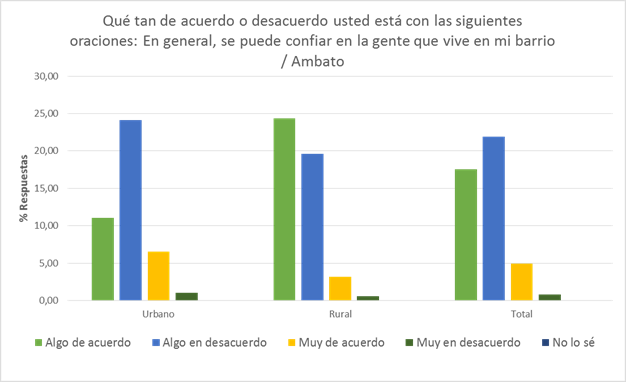 Qué tan de acuerdo o desacuerdo usted está con las siguientes
oraciones: En general, se puede confiar en la gente que vive en mi barrio
/ Ambato
30,00
25,00
20,00
15,00
10,00
5,00
0,00
% Respuestas
Urbano Rural Total
Algo de acuerdo Algo en desacuerdo Muy de acuerdo Muy en desacuerdo No lo sé